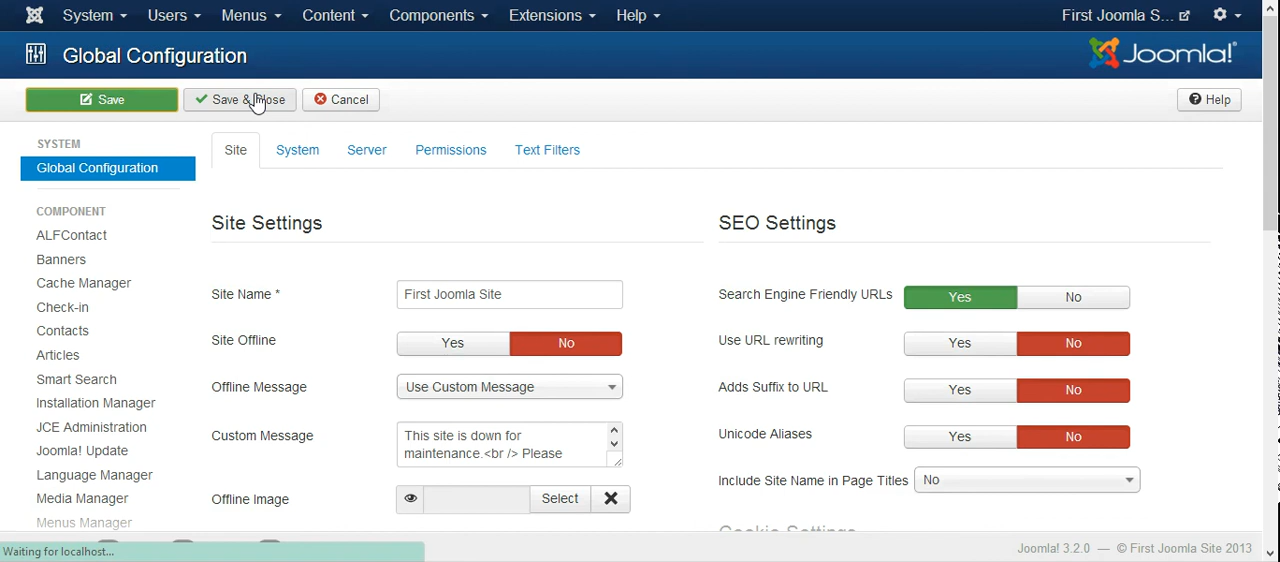 System Users Menus Content Components Extensions Help First Joomla S...
Global Configuration Joomla!®
Save Save & Close Cancel Help
SYSTEM
Global Configuration
COMPONENT
ALFContact
Banners
Cache Manager
Check-in
Contacts
Articles
Smart Search
Installation Manager
JCE Administration
Joomla! Update
Language Manager
Media Manager
Menus Manager
Site System Server Permissions Text Filters
Site Settings
Site Name * First Joomla Site
Site Offline Yes No
Offline Message Use Custom Message
Custom Message This site is down for
maintenance.<br /> Please
Offline Image Select
SEO Settings
Search Engine Friendly URLs Yes No
Use URL rewriting Yes No
Adds Suffix to URL Yes No
Unicode Aliases Yes No
Include Site Name in Page Titles No
Cookie Settings
Waiting for localhost...
Joomla! 3.2.0 — © First Joomla Site 2013